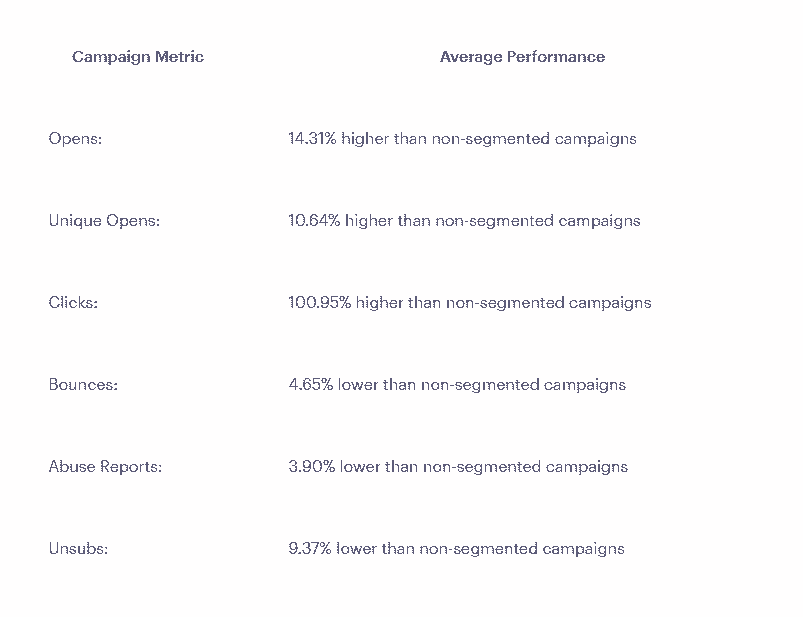 Campaign Metric Average Performance
Opens: 14.31% higher than non-segmented campaigns
Unique Opens: 10.64% higher than non-segmented campaigns
Clicks: 100.95% higher than non-segmented campaigns
Bounces: 4.65% lower than non-segmented campaigns
Abuse Reports: 3.90% lower than non-segmented campaigns
Unsubs: 9.37% lower than non-segmented campaigns